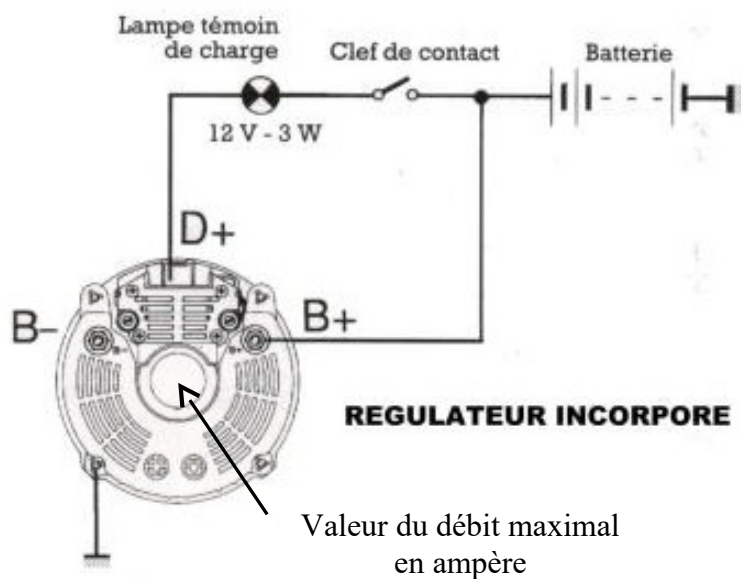 Lampe témoin
de charge
Clef de contact
Batterie
12 V - 3 W
D+
B-
B+
REGULATEUR INCORPORE
Valeur du débit maximal
en ampère